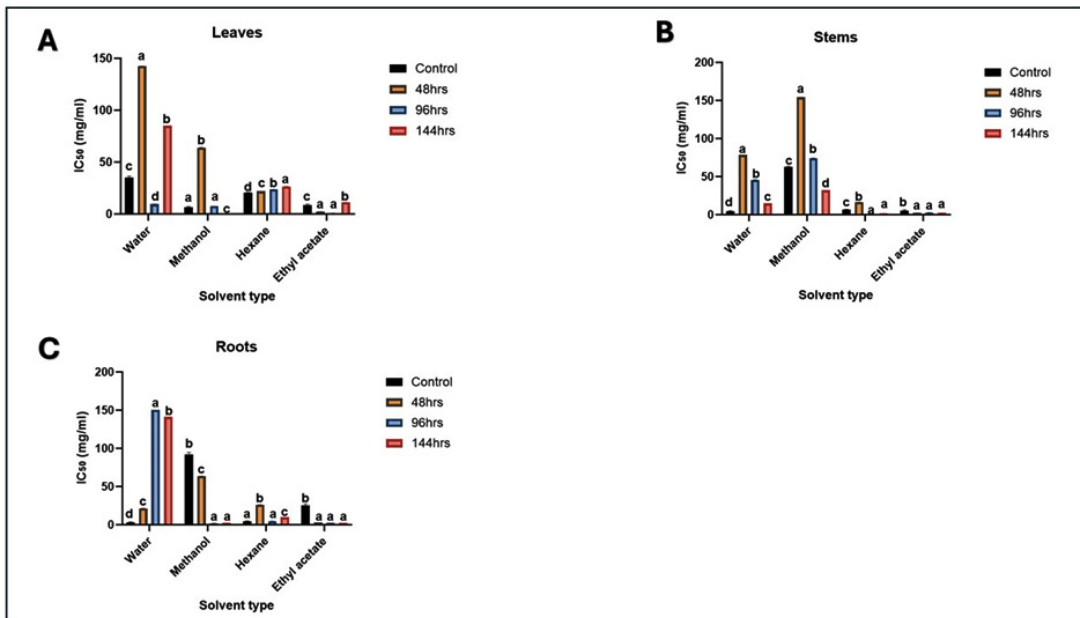 A
Leaves
IC₅₀ (mg/ml)
150
100
50
0
c a d b
a b a c
d c b a
c a a b
Water
Methanol
Hexane
Ethyl acetate
Solvent type
Control
48hrs
96hrs
144hrs
B
Stems
IC₅₀ (mg/ml)
200
150
100
50
0
d a b c
c a b d
c b a a
b a a a
Water
Methanol
Hexane
Ethyl acetate
Solvent type
Control
48hrs
96hrs
144hrs
C
Roots
IC₅₀ (mg/ml)
200
150
100
50
0
d c a b
b c a a
a b a c
b a a a
Water
Methanol
Hexane
Ethyl acetate
Solvent type
Control
48hrs
96hrs
144hrs